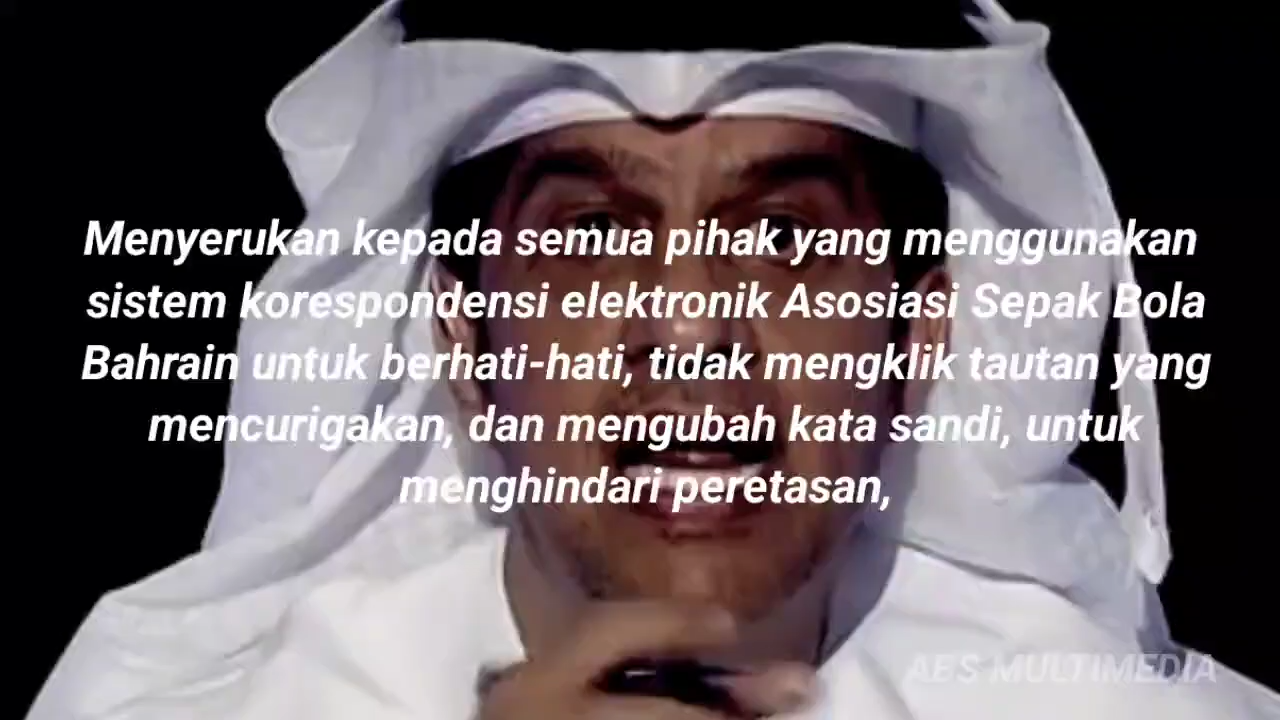 Menyerukan kepada semua pihak yang menggunakan
sistem korespondensi elektronik Asosiasi Sepak Bola
Bahrain untuk berhati-hati, tidak mengklik tautan yang
mencurigakan, dan mengubah kata sandi, untuk
menghindari peretasan,
ABS MULTIMEDIA